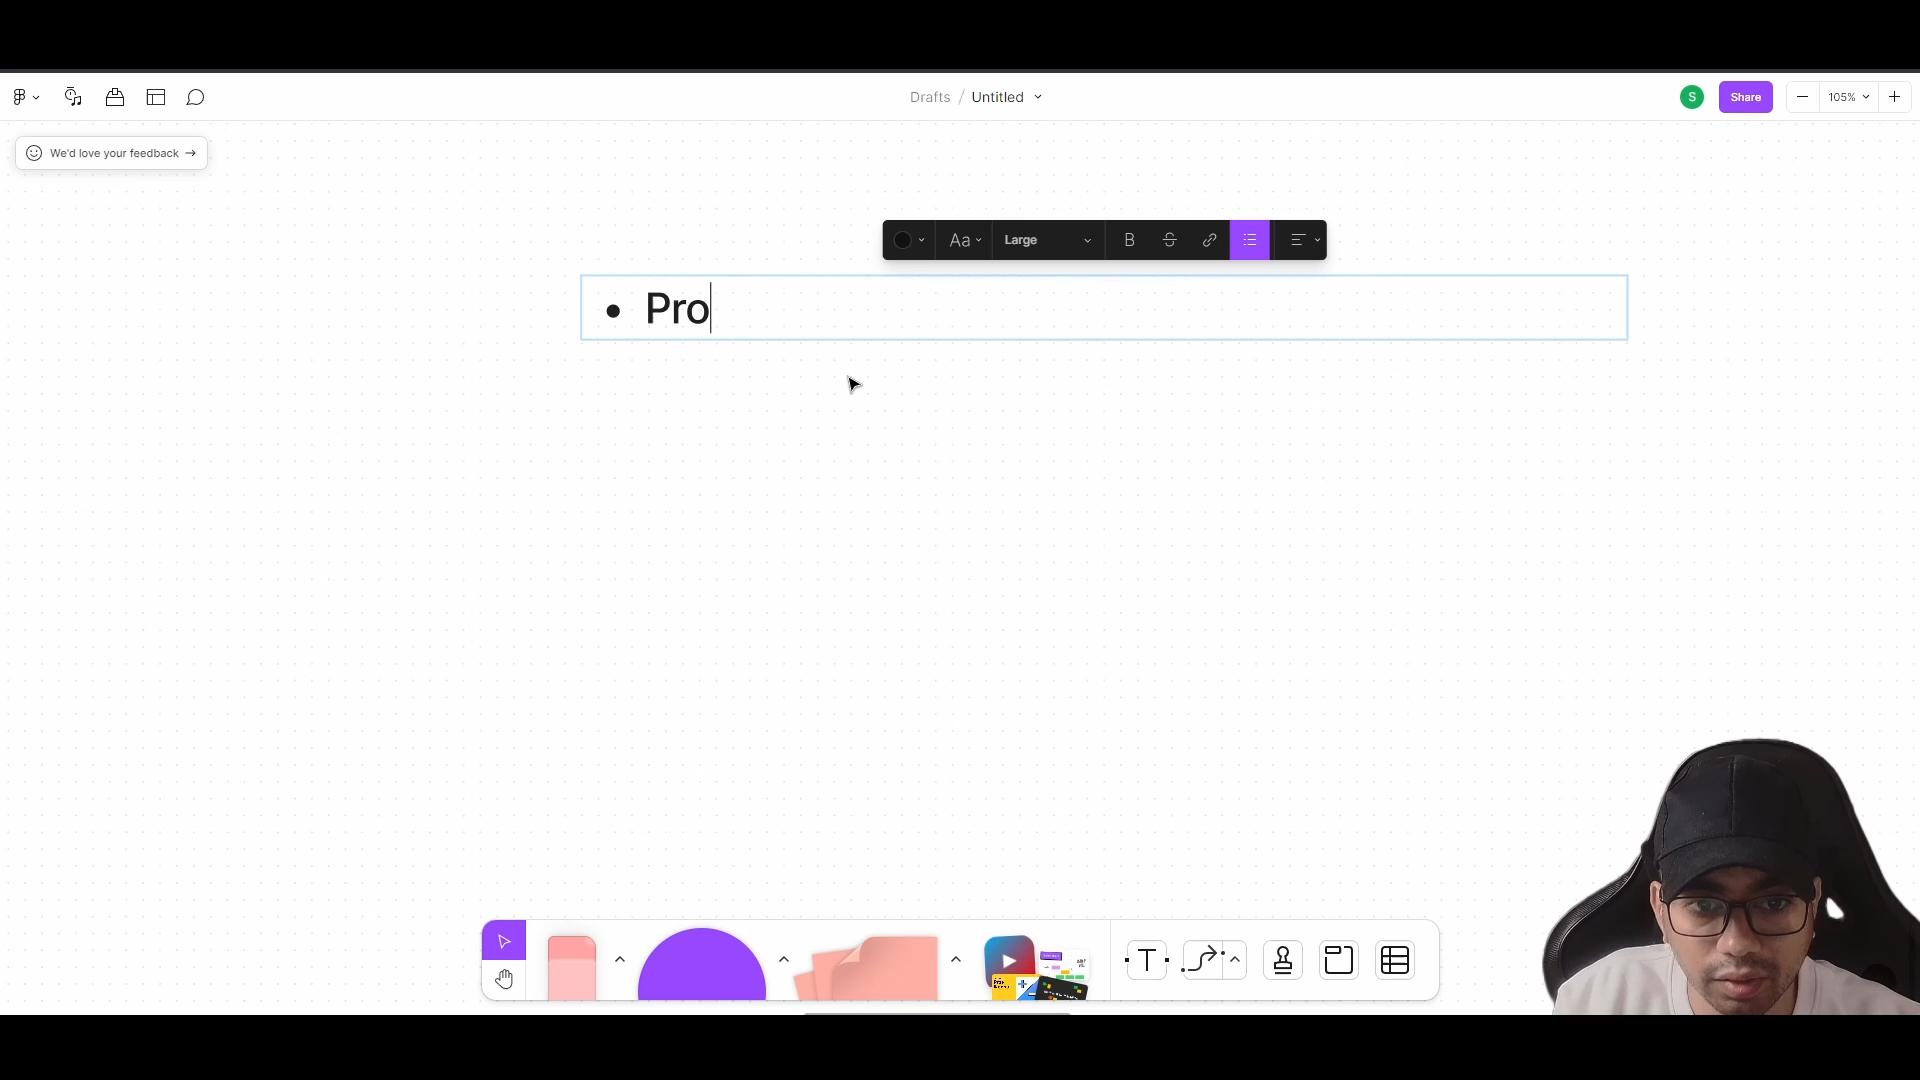 Drafts / Untitled
S
Share
105%
We'd love your feedback →
Aa
Large
B
• Pro
T